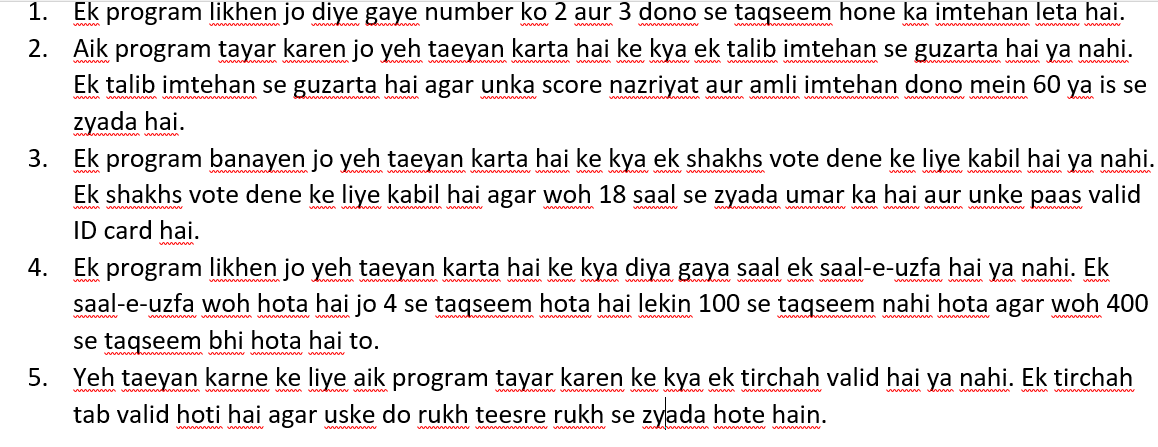 1. Ek program likhen jo diye gaye number ko 2 aur 3 dono se taqseem hone ka imtehan leta hai.
2. Aik program tayar karen jo yeh taeyan karta hai ke kya ek talib imtehan se guzarta hai ya nahi.
Ek talib imtehan se guzarta hai agar unka score nazriyat aur amli imtehan dono mein 60 ya is se
zyada hai.
3. Ek program banayen jo yeh taeyan karta hai ke kya ek shakhs vote dene ke liye kabil hai ya nahi.
Ek shakhs vote dene ke liye kabil hai agar woh 18 saal se zyada umar ka hai aur unke paas valid
ID card hai.
4. Ek program likhen jo yeh taeyan karta hai ke kya diya gaya saal ek saal-e-uzfa hai ya nahi. Ek
saal-e-uzfa woh hota hai jo 4 se taqseem hota hai lekin 100 se taqseem nahi hota agar woh 400
se taqseem bhi hota hai to.
5. Yeh taeyan karne ke liye aik program tayar karen ke kya ek tirchah valid hai ya nahi. Ek tirchah
tab valid hoti hai agar uske do rukh teesre rukh se zyada hote hain.